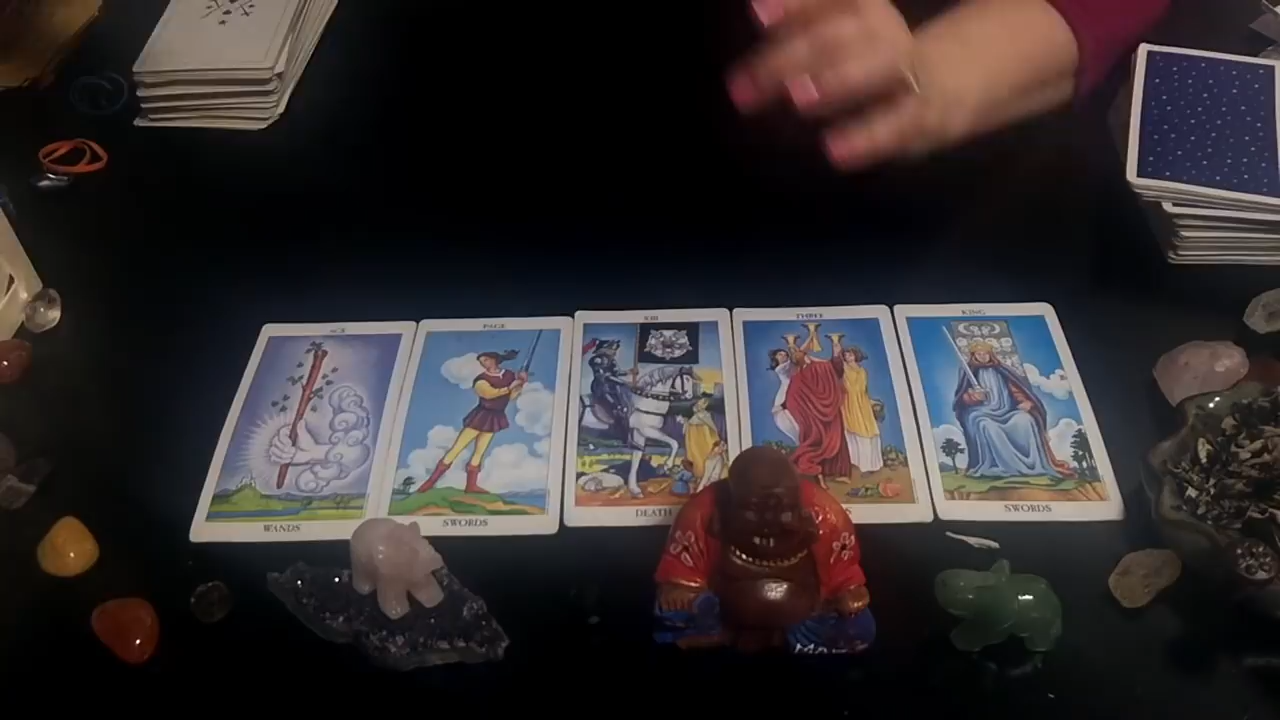 ACE
PAGE
XIII
THREE
KING
WANDS
SWORDS
DEATH
SWORDS